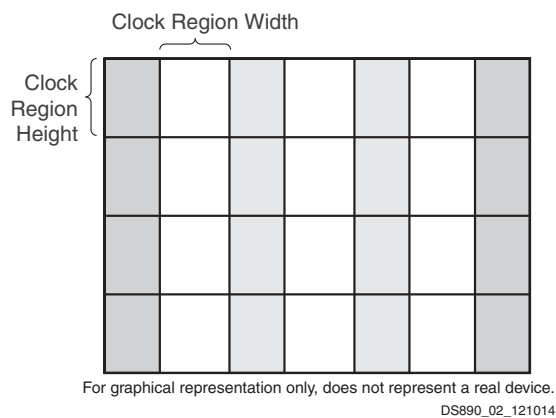 Clock Region Width
Clock
Region
Height
For graphical representation only, does not represent a real device.
DS890_02_121014